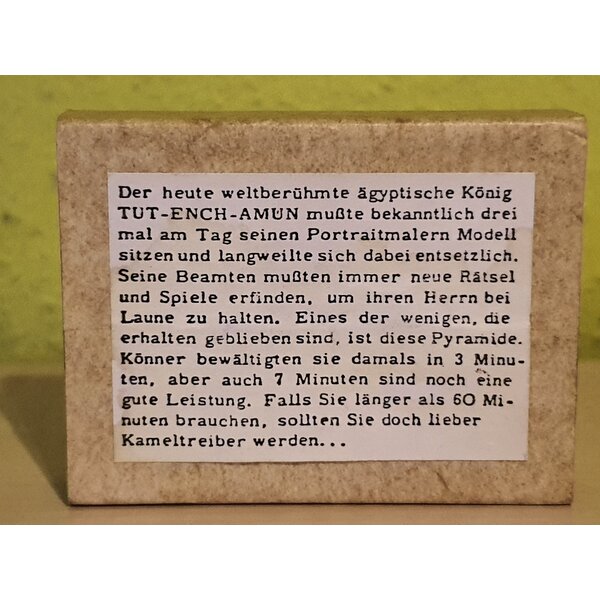 Der heute weltberühmte ägyptische König
TUT-ENCH-AMUN mußte bekanntlich drei
mal am Tag seinen Portraitmalern Modell
sitzen und langweilte sich dabei entsetzlich.
Seine Beamten mußten immer neue Rätsel
und Spiele erfinden, um ihren Herrn bei
Laune zu halten. Eines der wenigen, die
erhalten geblieben sind, ist diese Pyramide.
Könner bewältigten sie damals in 3 Minu-
ten, aber auch 7 Minuten sind noch eine
gute Leistung. Falls Sie länger als 60 Mi-
nuten brauchen, sollten Sie doch lieber
Kameltreiber werden...